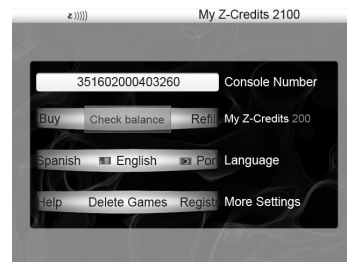 z ))))) My Z-Credits 2100
351602000403260 Console Number
Buy Check balance Refil My Z-Credits 200
Spanish English Por Language
Help Delete Games Registr More Settings